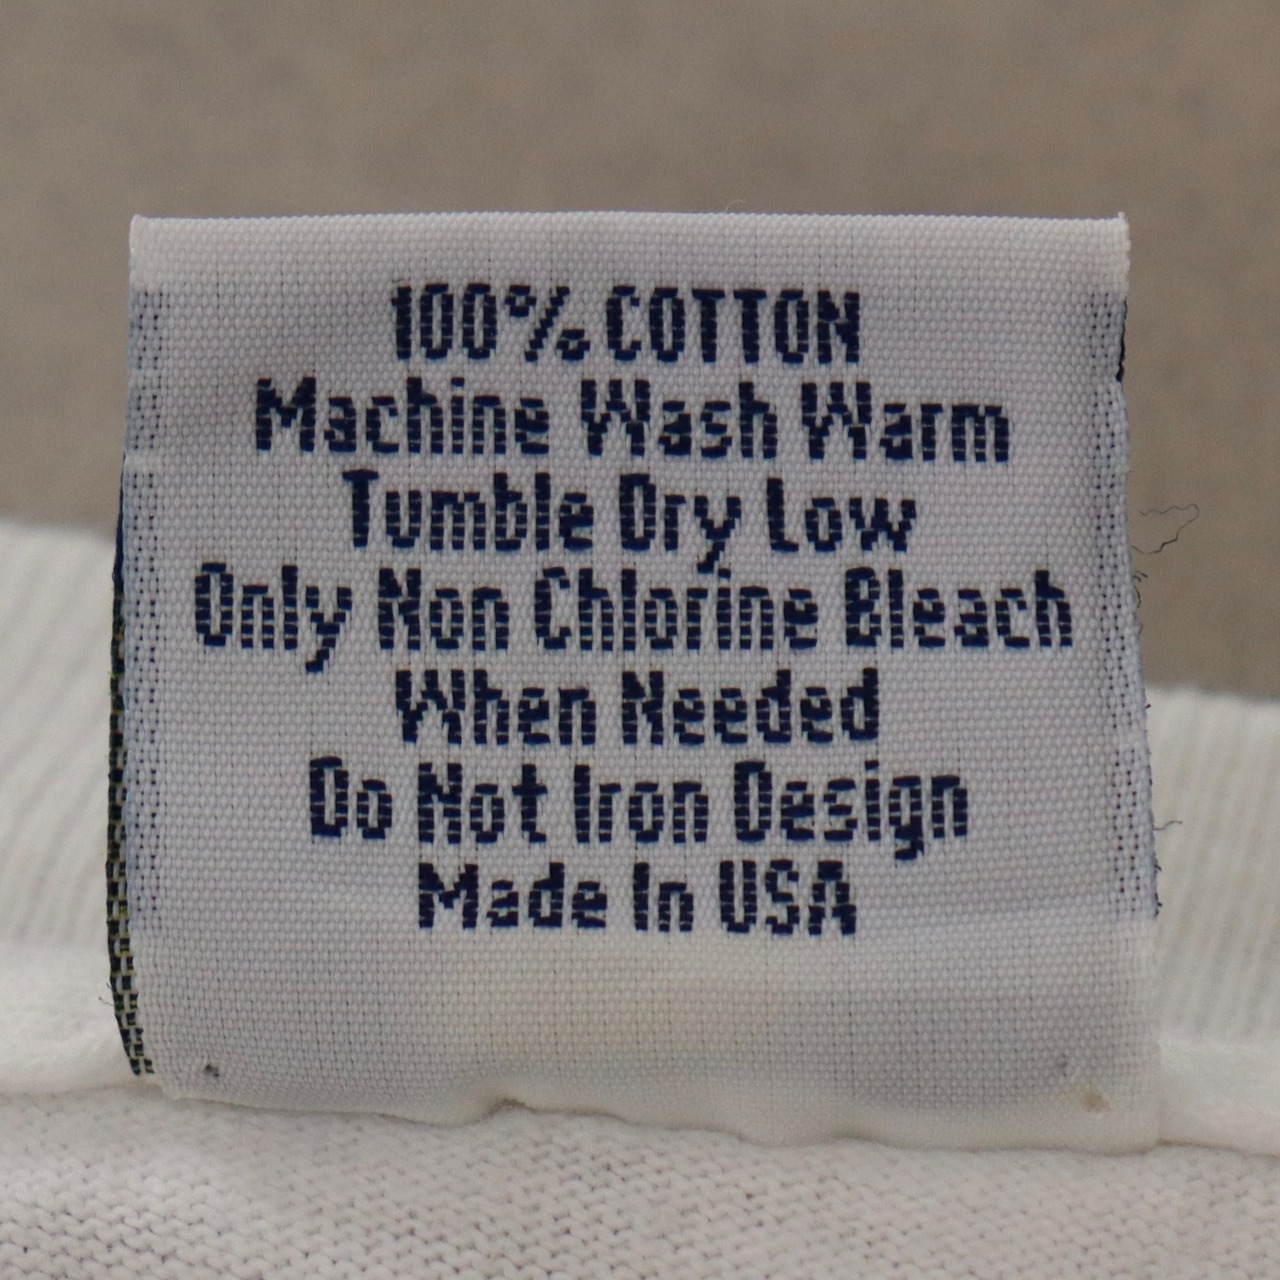 100% COTTON
Machine Wash Warm
Tumble Dry Low
Only Non Chlorine Bleach
When Needed
Do Not Iron Design
Made In USA